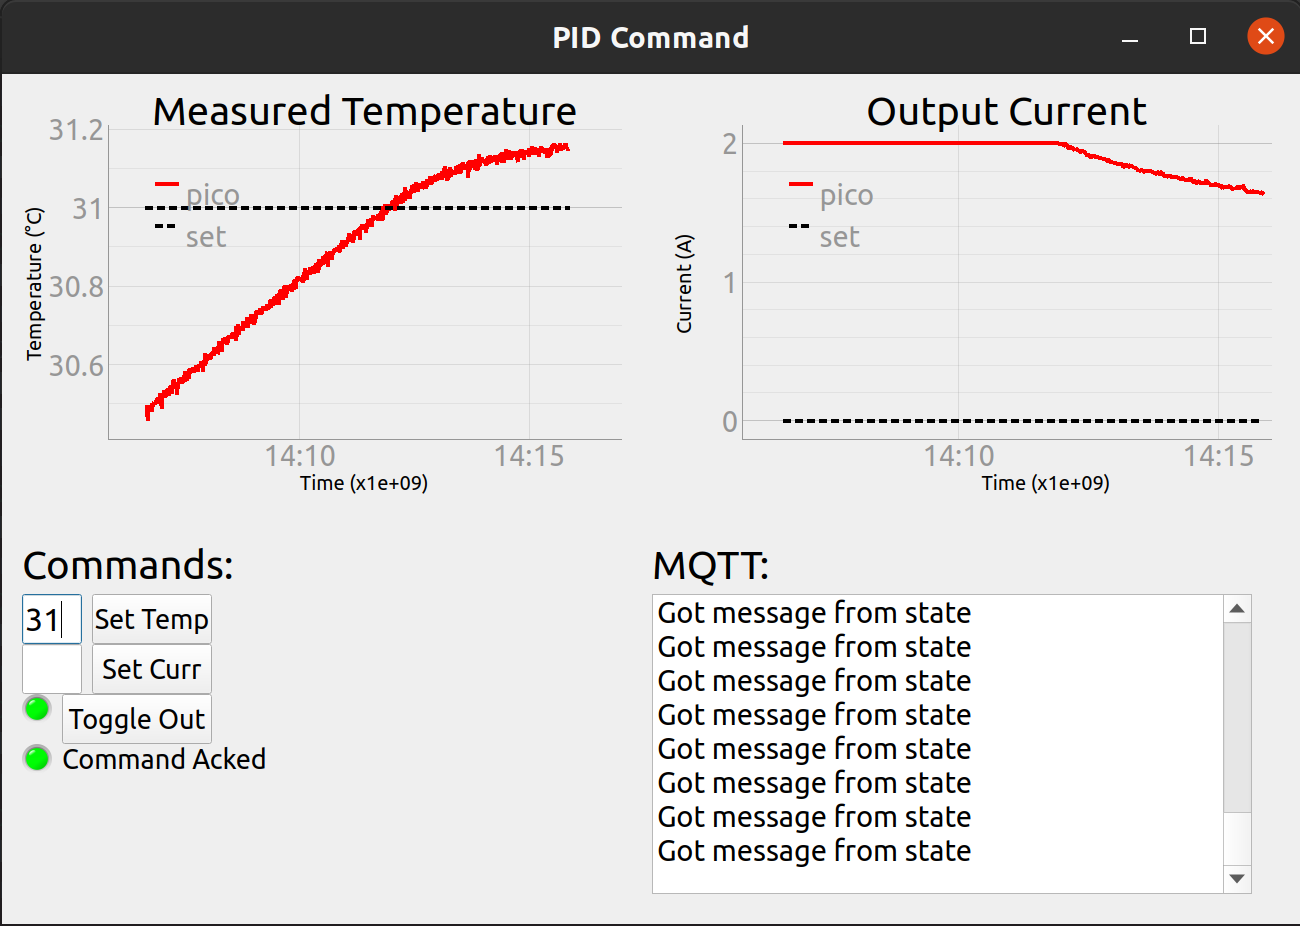 PID Command
Measured Temperature
31.2
31
30.8
30.6
Temperature (°C)
pico
set
14:10
14:15
Time (x1e+09)
Output Current
2
1
0
Current (A)
pico
set
14:10
14:15
Time (x1e+09)
Commands:
31
Set Temp
Set Curr
Toggle Out
Command Acked
MQTT:
Got message from state
Got message from state
Got message from state
Got message from state
Got message from state
Got message from state
Got message from state
Got message from state